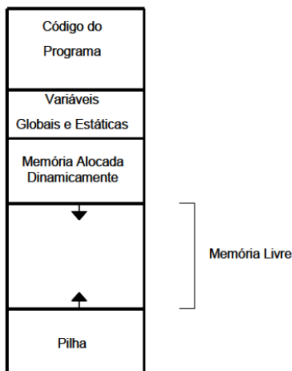 Código do
Programa
Variáveis
Globais e Estáticas
Memória Alocada
Dinamicamente
Memória Livre
Pilha